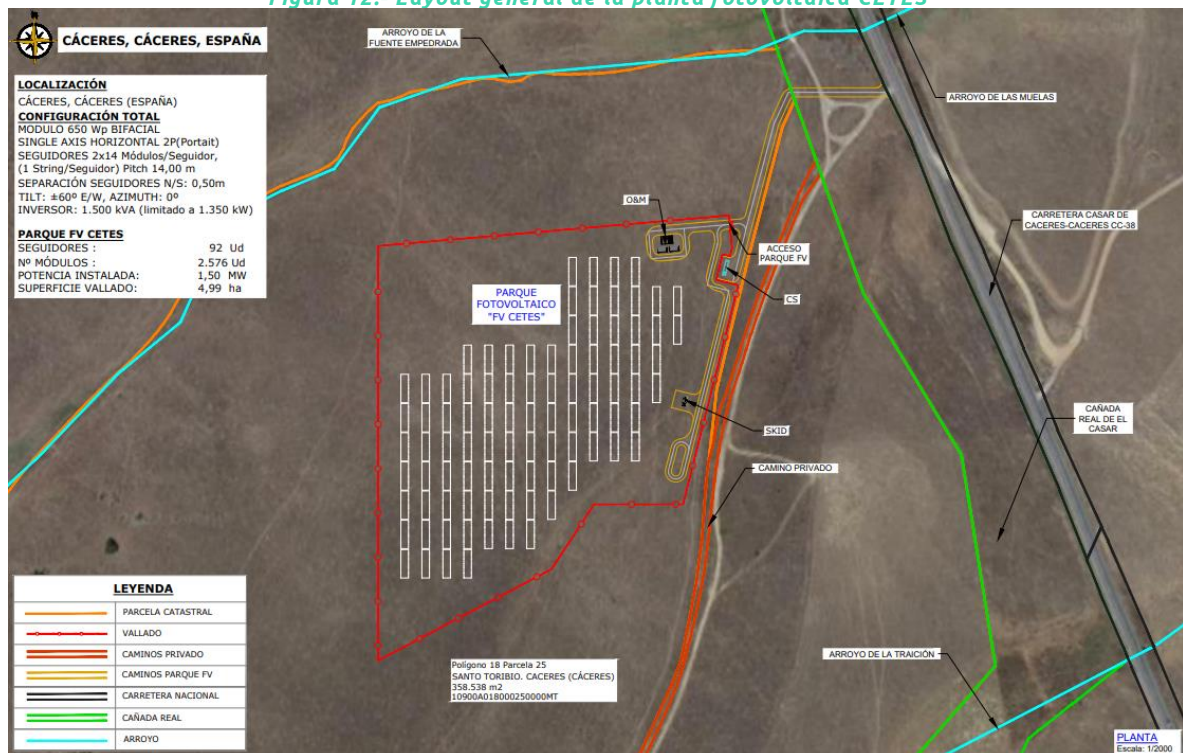 Figura 12. Layout general de la planta fotovoltaica CETES
CÁCERES, CÁCERES, ESPAÑA
LOCALIZACIÓN
CÁCERES, CÁCERES (ESPAÑA)
CONFIGURACIÓN TOTAL
MODULO 650 Wp BIFACIAL
SINGLE AXIS HORIZONTAL 2P(Portait)
SEGUIDORES 2x14 Módulos/Seguidor,
(1 String/Seguidor) Pitch 14,00 m
SEPARACIÓN SEGUIDORES N/S: 0,50m
TILT: ±60º E/W, AZIMUTH: 0º
INVERSOR: 1.500 kVA (limitado a 1.350 kW)
PARQUE FV CETES
SEGUIDORES : 92 Ud
Nº MÓDULOS : 2.576 Ud
POTENCIA INSTALADA: 1,50 MW
SUPERFICIE VALLADO: 4,99 ha
ARROYO DE LA
FUENTE EMPEDRADA
ARROYO DE LAS MUELAS
O&M
ACCESO
PARQUE FV
CARRETERA CASAR DE
CACERES-CACERES CC-38
PARQUE
FOTOVOLTAICO
"FV CETES"
CS
CAÑADA
REAL DE EL
CASAR
SKID
CAMINO PRIVADO
LEYENDA
PARCELA CATASTRAL
VALLADO
CAMINOS PRIVADO
CAMINOS PARQUE FV
CARRETERA NACIONAL
CAÑADA REAL
ARROYO
Polígono 18 Parcela 25
SANTO TORIBIO. CACERES (CÁCERES)
358.538 m2
10900A018000250000MT
ARROYO DE LA TRAICIÓN
PLANTA
Escala: 1/2000